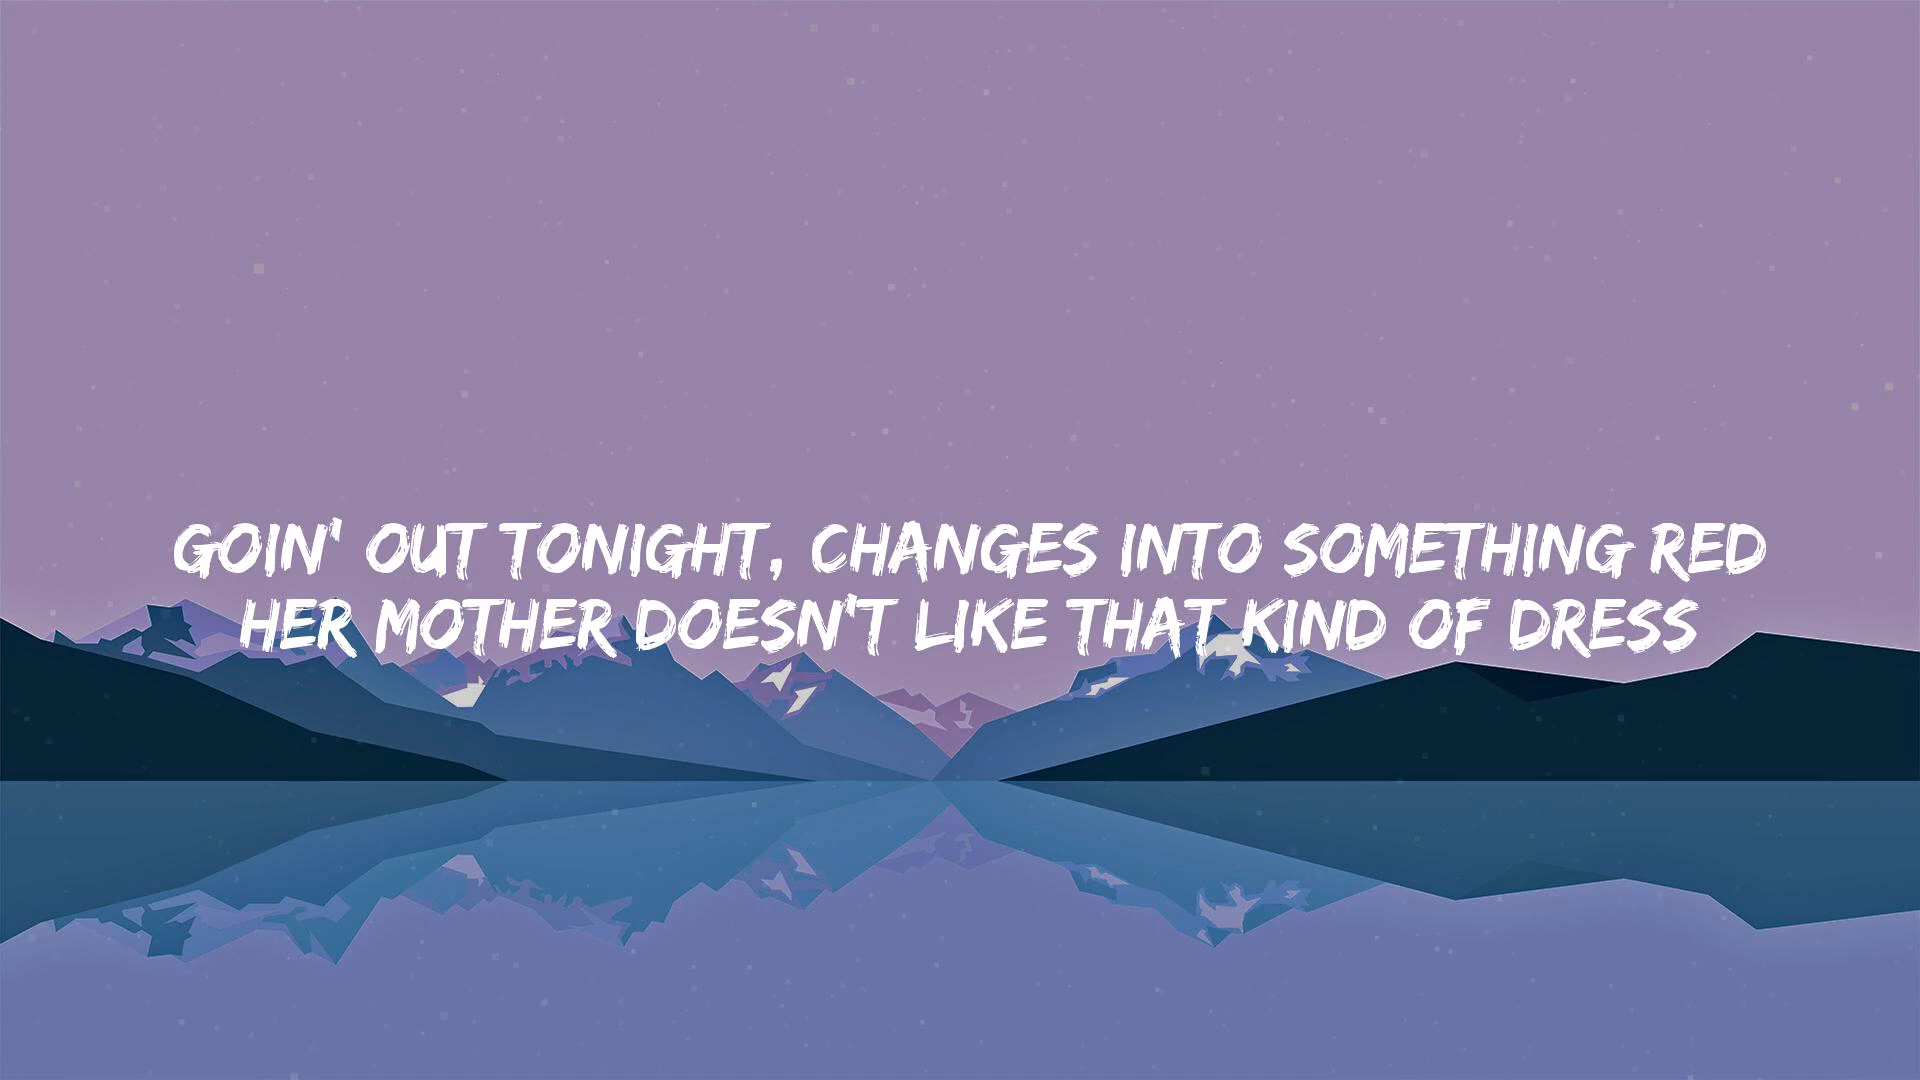 GOIN' OUT TONIGHT, CHANGES INTO SOMETHING RED
HER MOTHER DOESN'T LIKE THAT KIND OF DRESS